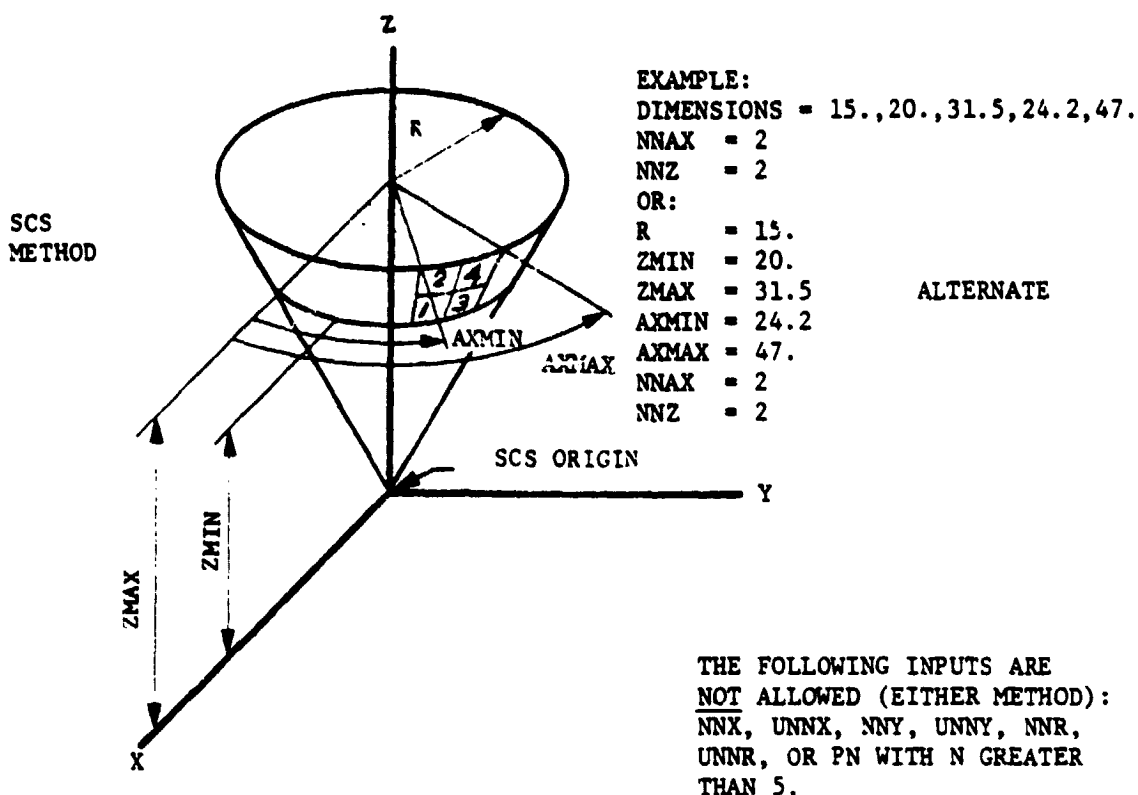 Z
EXAMPLE:
DIMENSIONS = 15.,20.,31.5,24.2,47.
NNAX = 2
NNZ = 2
OR:
R = 15.
ZMIN = 20.
ZMAX = 31.5
ALTERNATE
AXMIN = 24.2
AXMAX = 47.
NNAX = 2
NNZ = 2
R
SCS
METHOD
2 4
1 3
AXMIN
AXMAX
SCS ORIGIN
Y
ZMAX
ZMIN
X
THE FOLLOWING INPUTS ARE
NOT ALLOWED (EITHER METHOD):
NNX, UNNX, NNY, UNNY, NNR,
UNNR, OR PN WITH N GREATER
THAN 5.